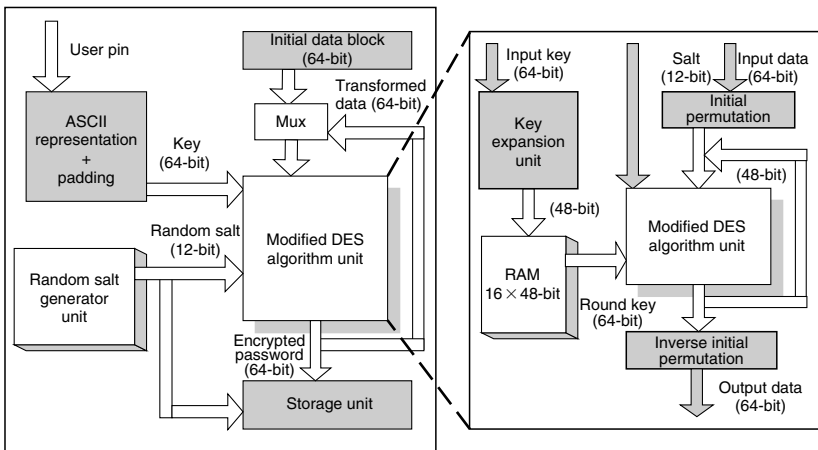 User pin
Initial data block
(64-bit)
Transformed
data (64-bit)
Mux
ASCII
representation
+
padding
Key
(64-bit)
Random salt
(12-bit)
Modified DES
algorithm unit
Random salt
generator
unit
Encrypted
password
(64-bit)
Storage unit
Input key
(64-bit)
Salt
(12-bit)
Input data
(64-bit)
Initial
permutation
Key
expansion
unit
(48-bit)
(48-bit)
Modified DES
algorithm unit
RAM
16 × 48-bit
Round key
(64-bit)
Inverse initial
permutation
Output data
(64-bit)